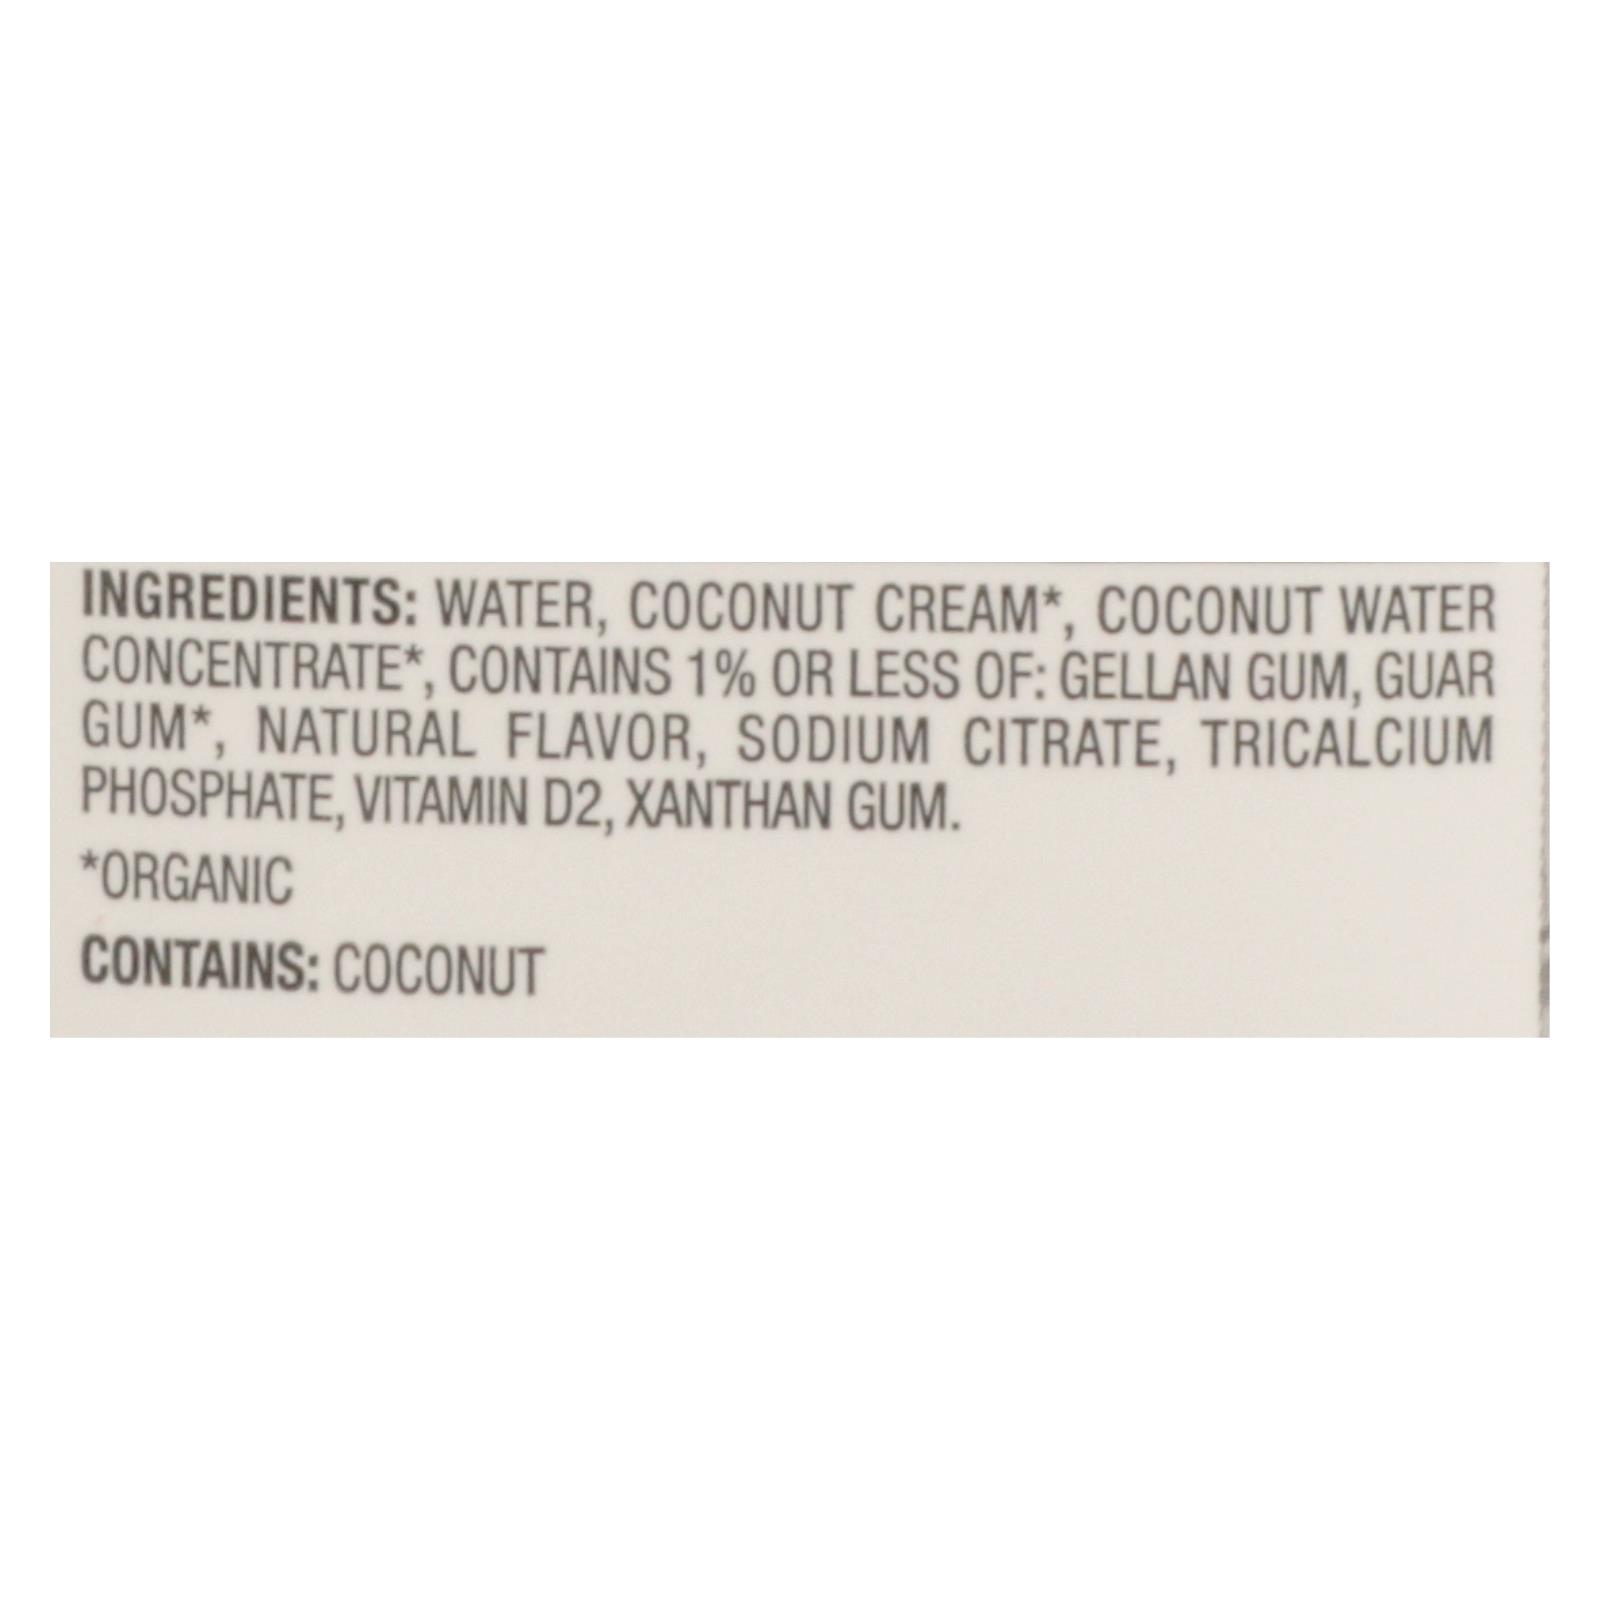 INGREDIENTS: WATER, COCONUT CREAM*, COCONUT WATER
CONCENTRATE*, CONTAINS 1% OR LESS OF: GELLAN GUM, GUAR
GUM*, NATURAL FLAVOR, SODIUM CITRATE, TRICALCIUM
PHOSPHATE, VITAMIN D2, XANTHAN GUM.
*ORGANIC
CONTAINS: COCONUT